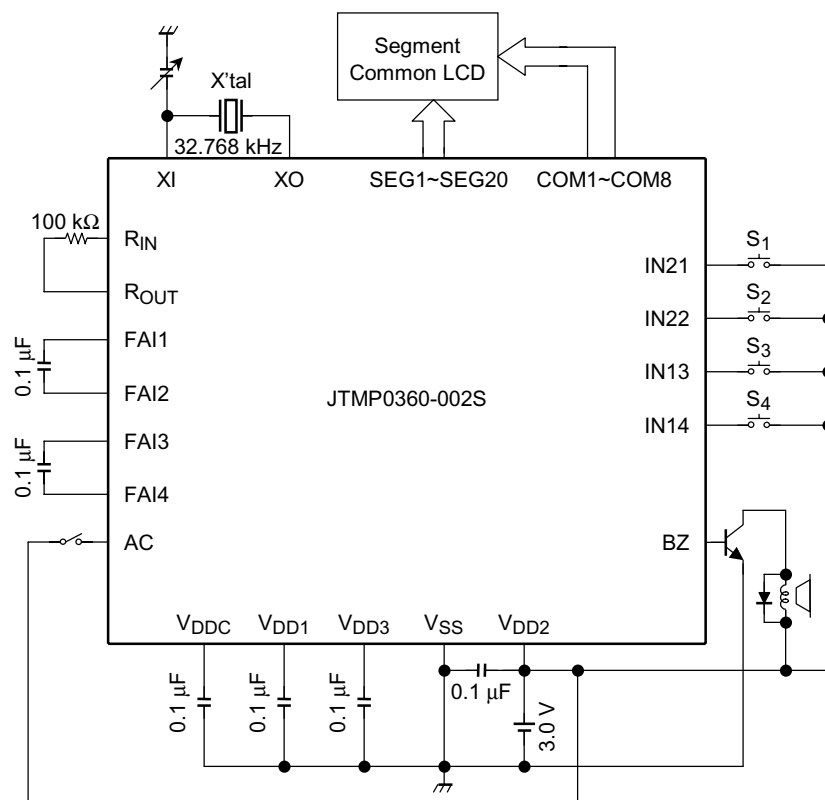 Segment
Common LCD
X'tal
32.768 kHz
XI
XO
SEG1~SEG20
COM1~COM8
100 kΩ
R_IN
R_OUT
0.1 μF
FAI1
FAI2
0.1 μF
FAI3
FAI4
AC
JTMP0360-002S
IN21
S1
IN22
S2
IN13
S3
IN14
S4
BZ
V_DDC
V_DD1
V_DD3
V_SS
V_DD2
0.1 μF
0.1 μF
0.1 μF
0.1 μF
3.0 V